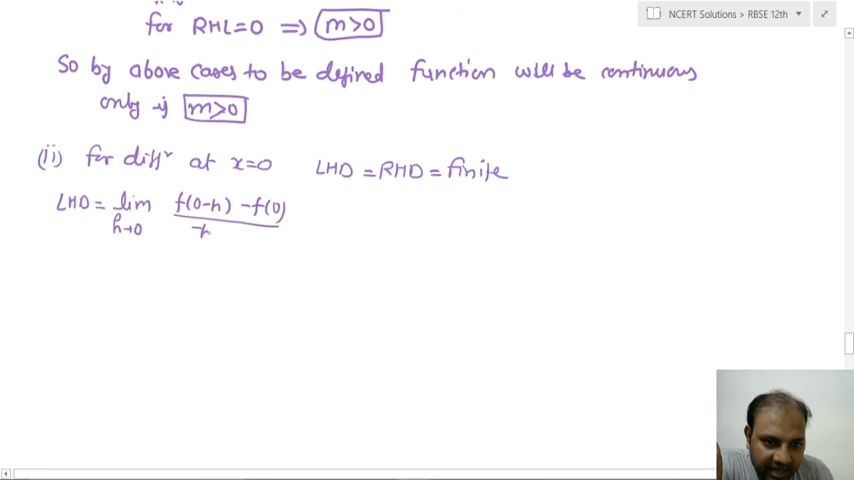 NCERT Solutions > RBSE 12th
for RHL=0 => m>0
So by above cases to be defined function will be continuous
only if m>0
(ii) for diffr at x=0 LHD = RHD = finite
LHD = lim f(0-h) - f(0)
h→0 -h